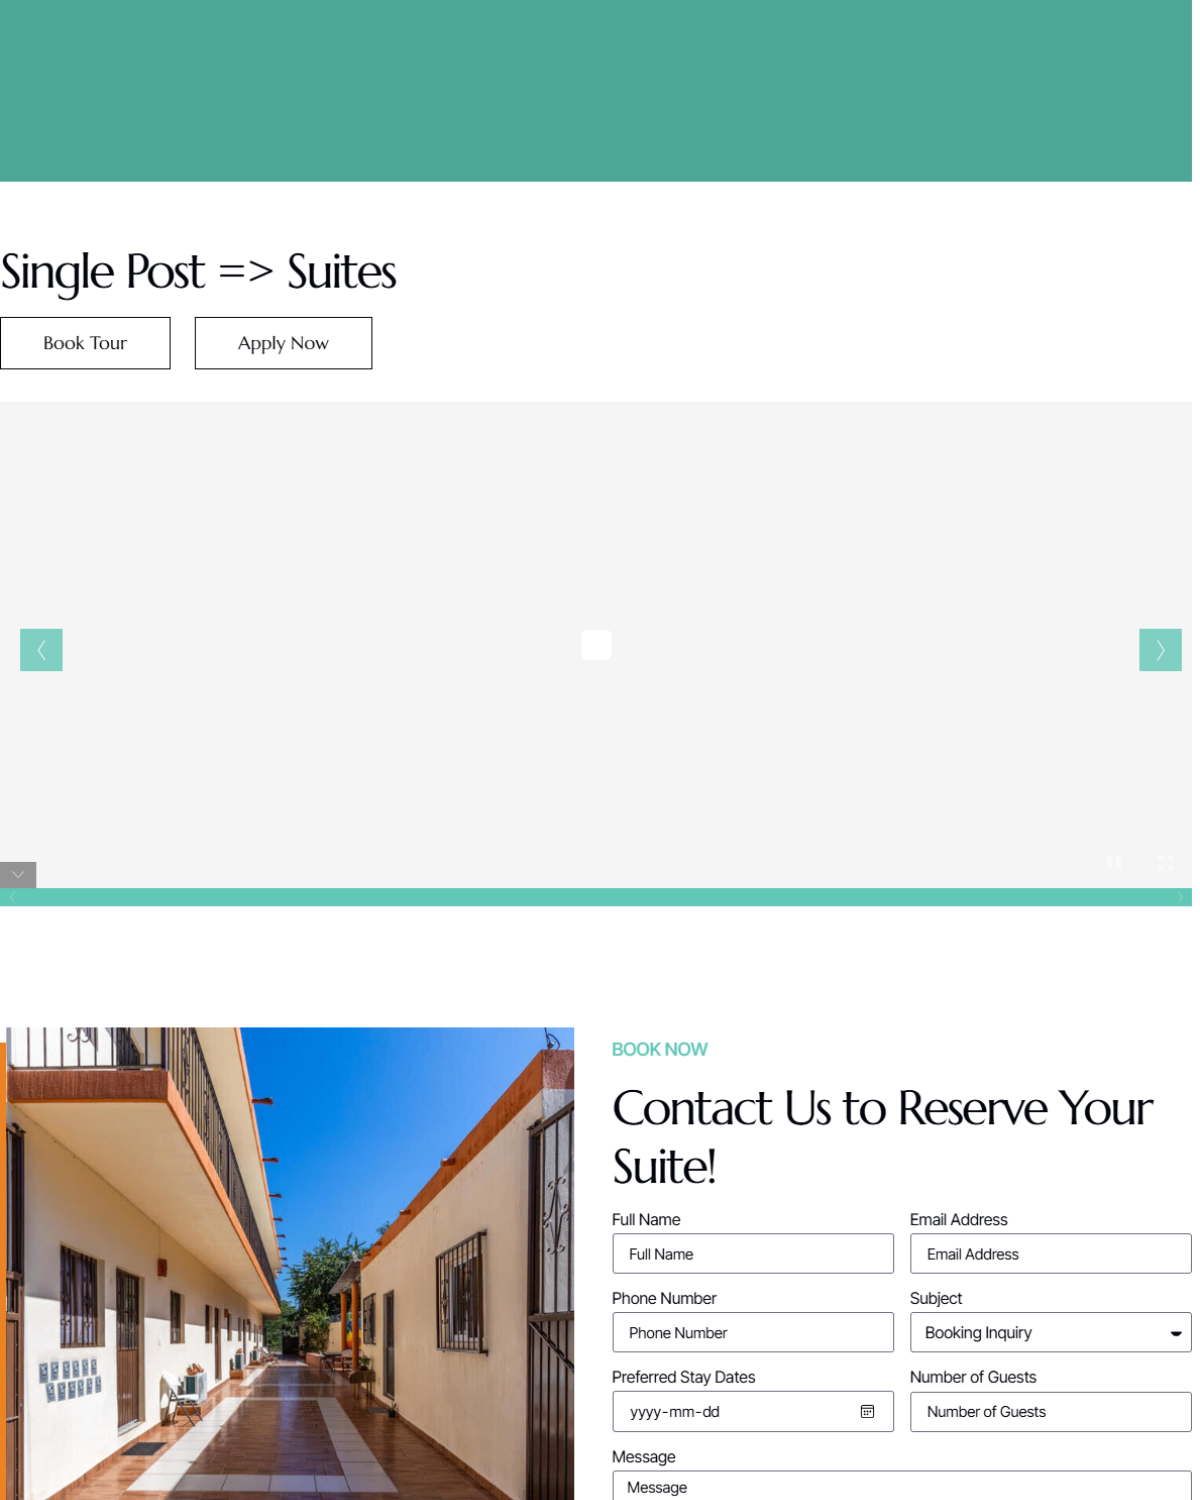 Single Post => Suites
Book Tour
Apply Now
BOOK NOW
Contact Us to Reserve Your
Suite!
Full Name
Email Address
Full Name
Email Address
Phone Number
Subject
Phone Number
Booking Inquiry
Preferred Stay Dates
Number of Guests
yyyy-mm-dd
Number of Guests
Message
Message